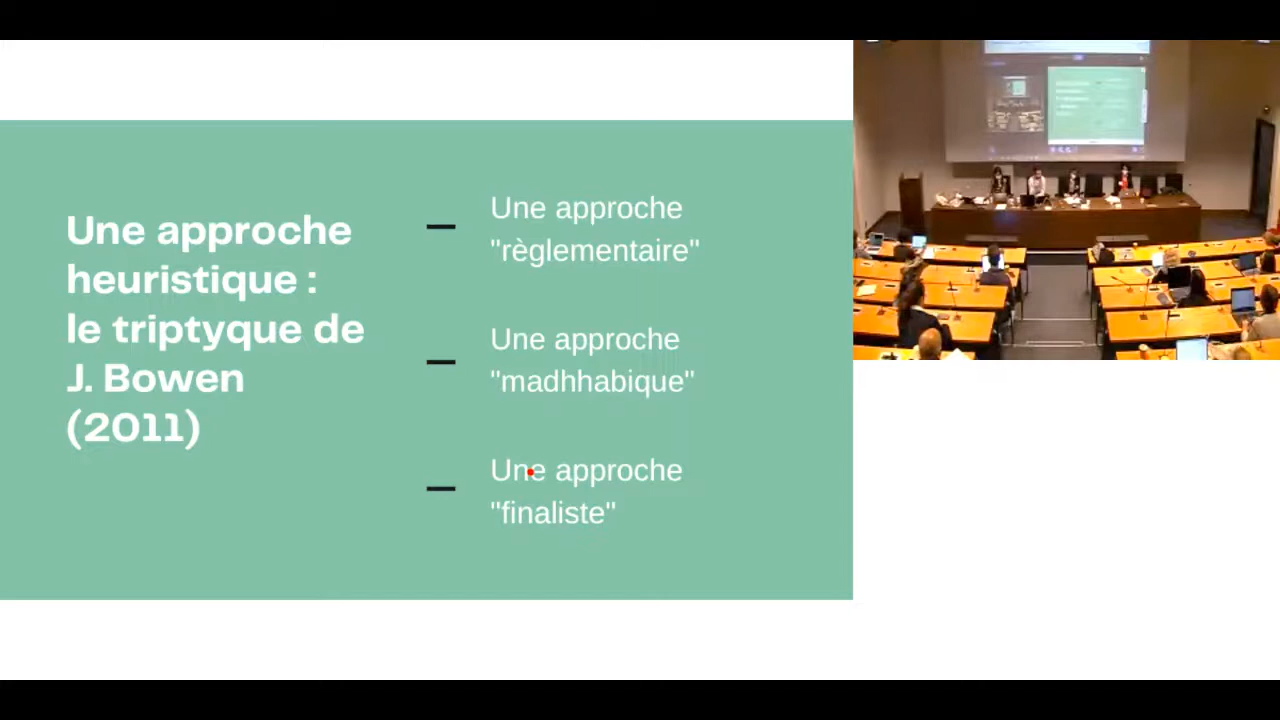 Une approche
heuristique :
le triptyque de
J. Bowen
(2011)
Une approche
"règlementaire"
Une approche
"madhhabique"
Une approche
"finaliste"